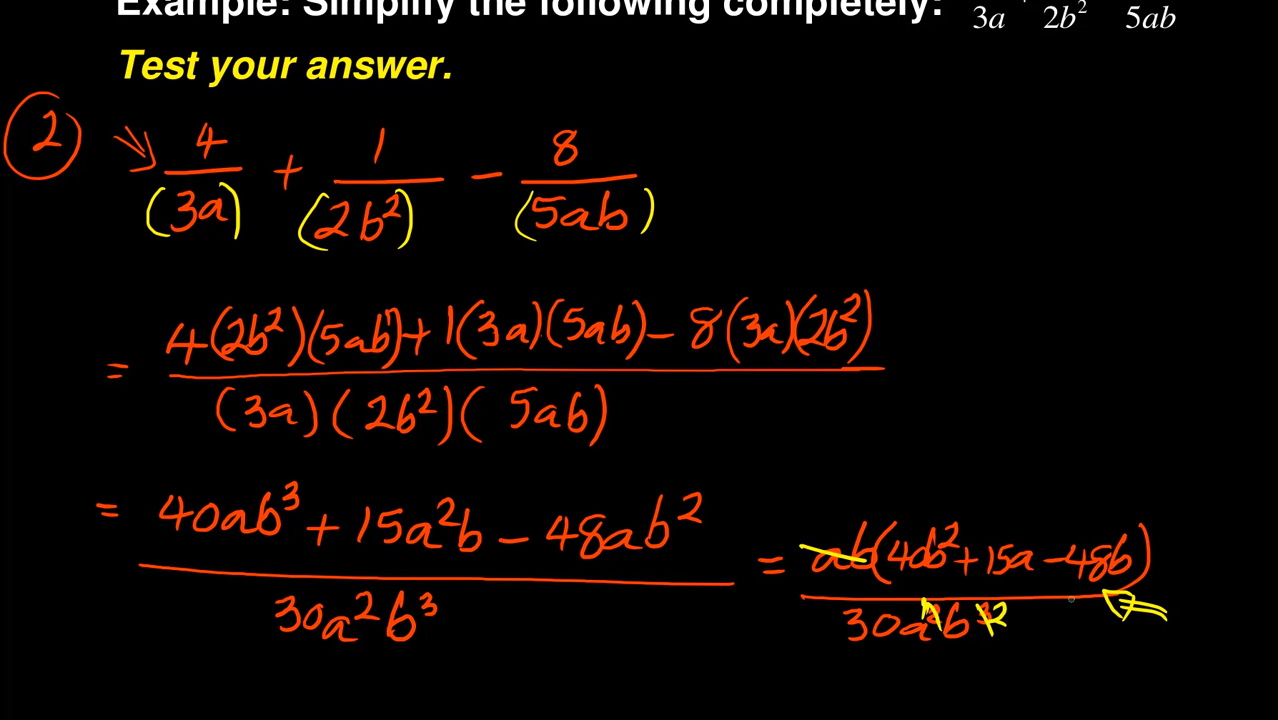 Example: Simplify the following completely: 3a 2b² 5ab
Test your answer.
2 4/(3a) + 1/(2b²) - 8/(5ab)
= 4(2b²)(5ab) + 1(3a)(5ab) - 8(3a)(2b²)
(3a)(2b²)(5ab)
= 40ab³ + 15a²b - 48ab²
30a²b³
= ab(40b² + 15a - 48b)
30a²b³ 2